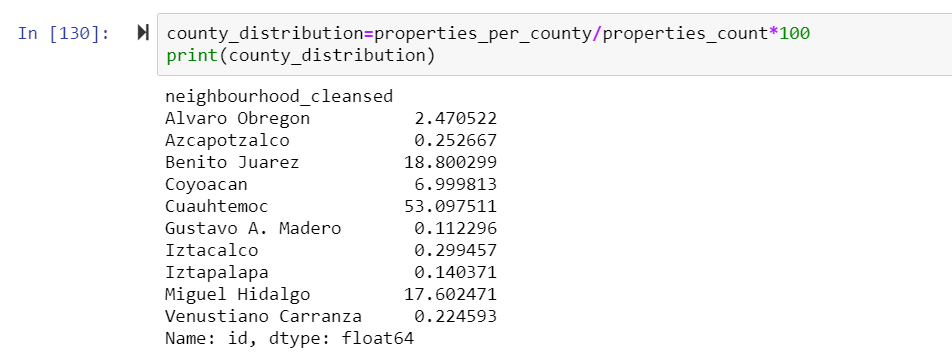 In [130]: county_distribution=properties_per_county/properties_count*100
print(county_distribution)
neighbourhood_cleansed
Alvaro Obregon 2.470522
Azcapotzalco 0.252667
Benito Juarez 18.800299
Coyoacan 6.999813
Cuauhtemoc 53.097511
Gustavo A. Madero 0.112296
Iztacalco 0.299457
Iztapalapa 0.140371
Miguel Hidalgo 17.602471
Venustiano Carranza 0.224593
Name: id, dtype: float64